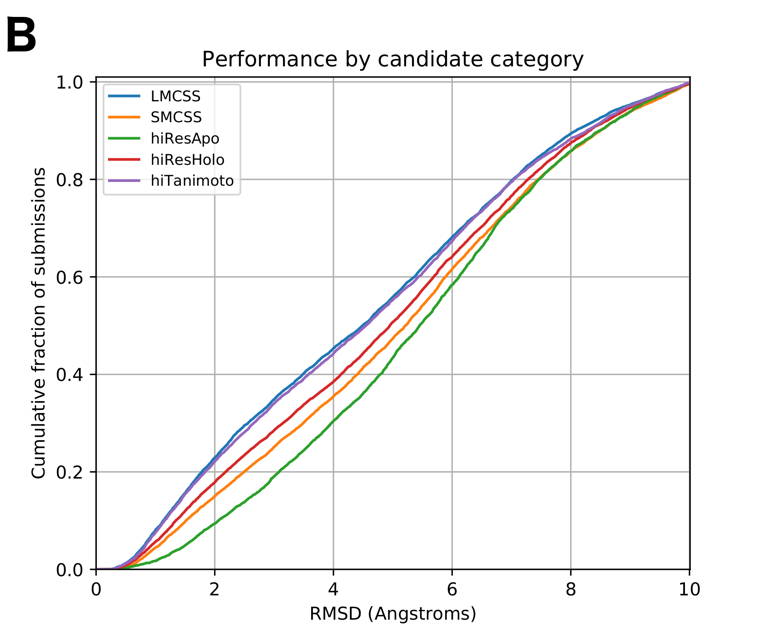 B
Performance by candidate category
LMCSS
SMCSS
hiResApo
hiResHolo
hiTanimoto
Cumulative fraction of submissions
1.0
0.8
0.6
0.4
0.2
0.0
0 2 4 6 8 10
RMSD (Angstroms)